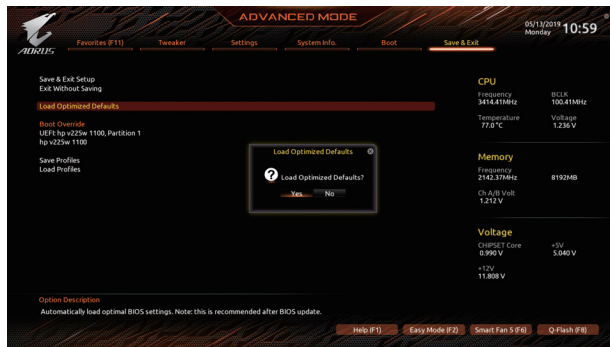 ADVANCED MODE
05/13/2019 Monday 10:59
AORUS
Favorites (F11) Tweaker Settings System Info. Boot Save & Exit
Save & Exit Setup
Exit Without Saving
Load Optimized Defaults
Boot Override
UEFI: hp v225w 1100, Partition 1
hp v225w 1100
Save Profiles
Load Profiles
Load Optimized Defaults
Load Optimized Defaults?
Yes No
CPU
Frequency BCLK
3414.41MHz 100.41MHz
Temperature Voltage
77.0 °C 1.236 V
Memory
Frequency
2142.37MHz 8192MB
Ch A/B Volt
1.212 V
Voltage
CHIPSET Core +5V
0.990 V 5.040 V
+12V
11.808 V
Option Description
Automatically load optimal BIOS settings. Note: this is recommended after BIOS update.
Help (F1) Easy Mode (F2) Smart Fan 5 (F6) Q-Flash (F8)